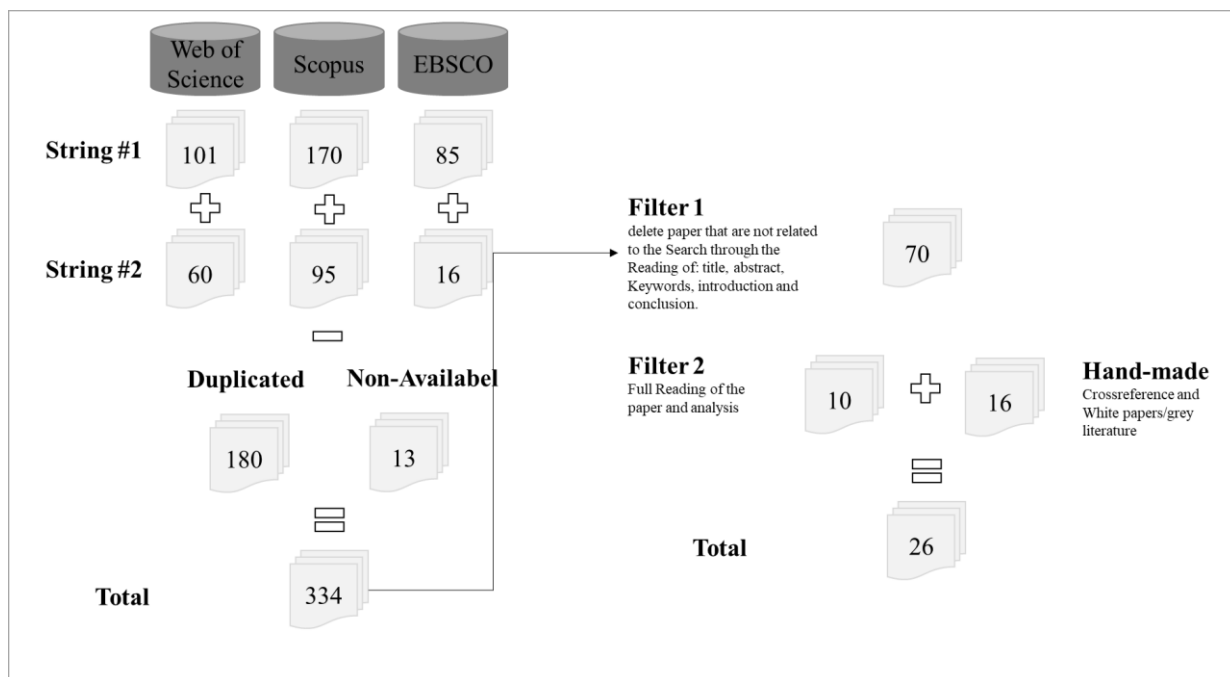 Web of
Science
Scopus
EBSCO
String #1
101
170
85
String #2
60
95
16
Duplicated
Non-Availabel
180
13
Total
334
Filter 1
delete paper that are not related
to the Search through the
Reading of: title, abstract,
Keywords, introduction and
conclusion.
70
Filter 2
Full Reading of the
paper and analysis
10
16
Hand-made
Crossreference and
White papers/grey
literature
Total
26